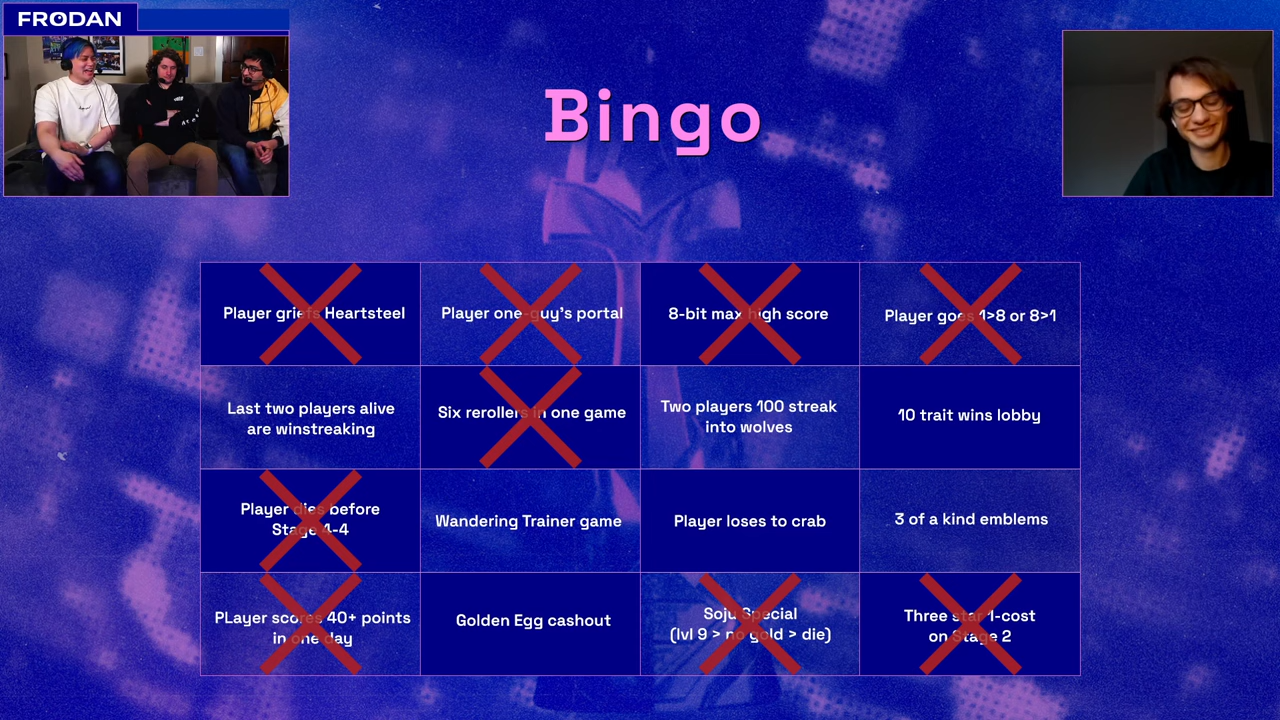 FRODAN
Bingo
Player griefs Heartsteel
Player one-guy's portal
8-bit max high score
Player goes 1>8 or 8>1
Last two players alive
are winstreaking
Six rerollers in one game
Two players 100 streak
into wolves
10 trait wins lobby
Player dies before
Stage 4-4
Wandering Trainer game
Player loses to crab
3 of a kind emblems
PLayer scores 40+ points
in one day
Golden Egg cashout
Soju Special
(lvl 9 > no gold > die)
Three star 1-cost
on Stage 2